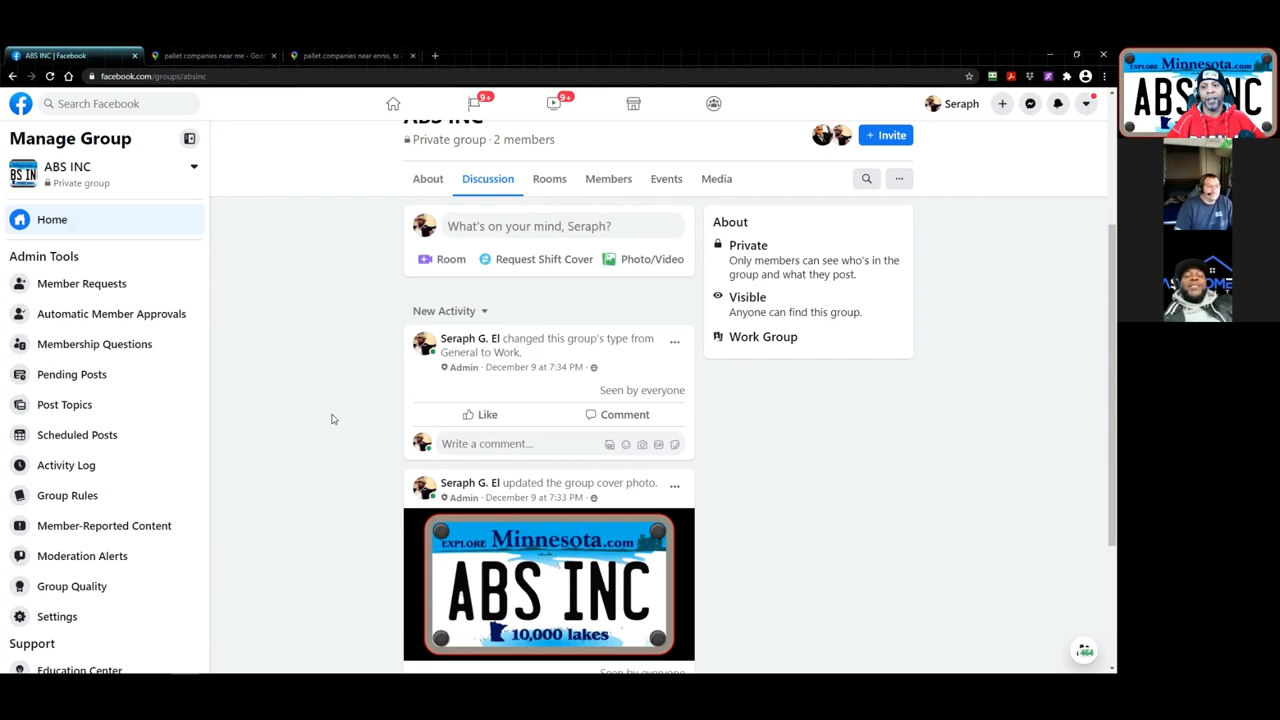 ABS INC | Facebook
pallet companies near me - Goo
pallet companies near ennis, tx
facebook.com/groups/absinc
Search Facebook
9+
9+
Seraph
Manage Group
ABS INC
Private group
Home
Admin Tools
Member Requests
Automatic Member Approvals
Membership Questions
Pending Posts
Post Topics
Scheduled Posts
Activity Log
Group Rules
Member-Reported Content
Moderation Alerts
Group Quality
Settings
Support
Education Center
ABS INC
Private group · 2 members
+ Invite
About
Discussion
Rooms
Members
Events
Media
What's on your mind, Seraph?
Room
Request Shift Cover
Photo/Video
New Activity
Seraph G. El changed this group's type from
General to Work.
Admin · December 9 at 7:34 PM ·
Seen by everyone
Like
Comment
Write a comment...
Seraph G. El updated the group cover photo.
Admin · December 9 at 7:33 PM ·
EXPLORE Minnesota.com
ABS INC
10,000 lakes
Seen by everyone
About
Private
Only members can see who's in the
group and what they post.
Visible
Anyone can find this group.
Work Group
464
EXPLORE Minnesota.com